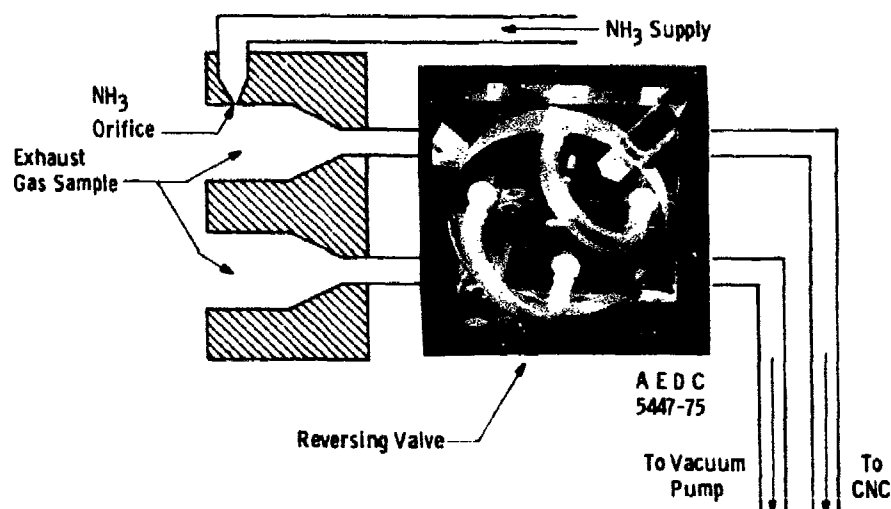 NH3 Supply
NH3
Orifice
Exhaust
Gas Sample
A E D C
5447-75
Reversing Valve
To Vacuum
Pump
To
CNC